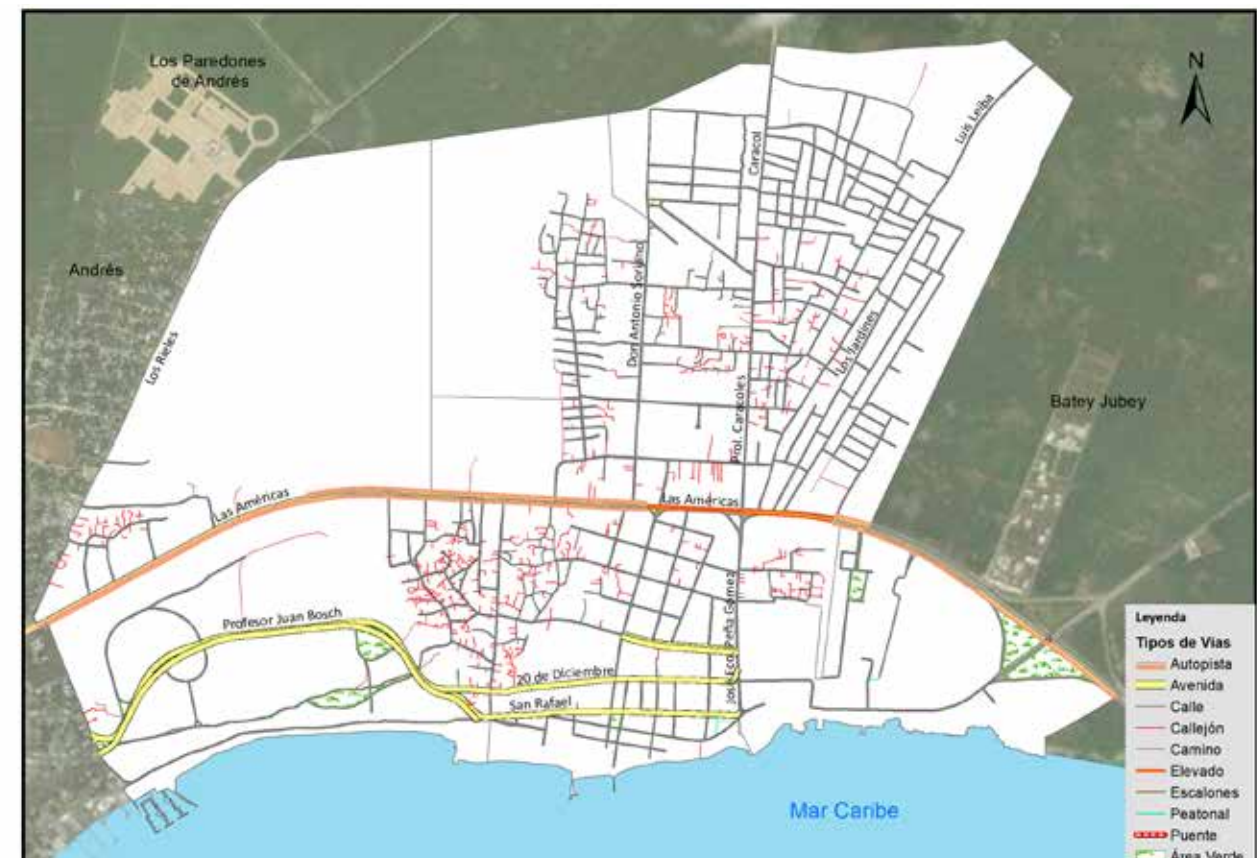 Los Paredones
de Andrés
N
Luis Leiba
Caracol
Andrés
Don Antonio Soriano
Los Rieles
Los Jardines
Batey Jubey
Prol. Caracoles
Las Américas
Las Américas
Profesor Juan Bosch
José Fco. Peña Gómez
20 de Diciembre
San Rafael
Mar Caribe
Leyenda
Tipos de Vias
Autopista
Avenida
Calle
Callejón
Camino
Elevado
Escalones
Peatonal
Puente
Área Verde